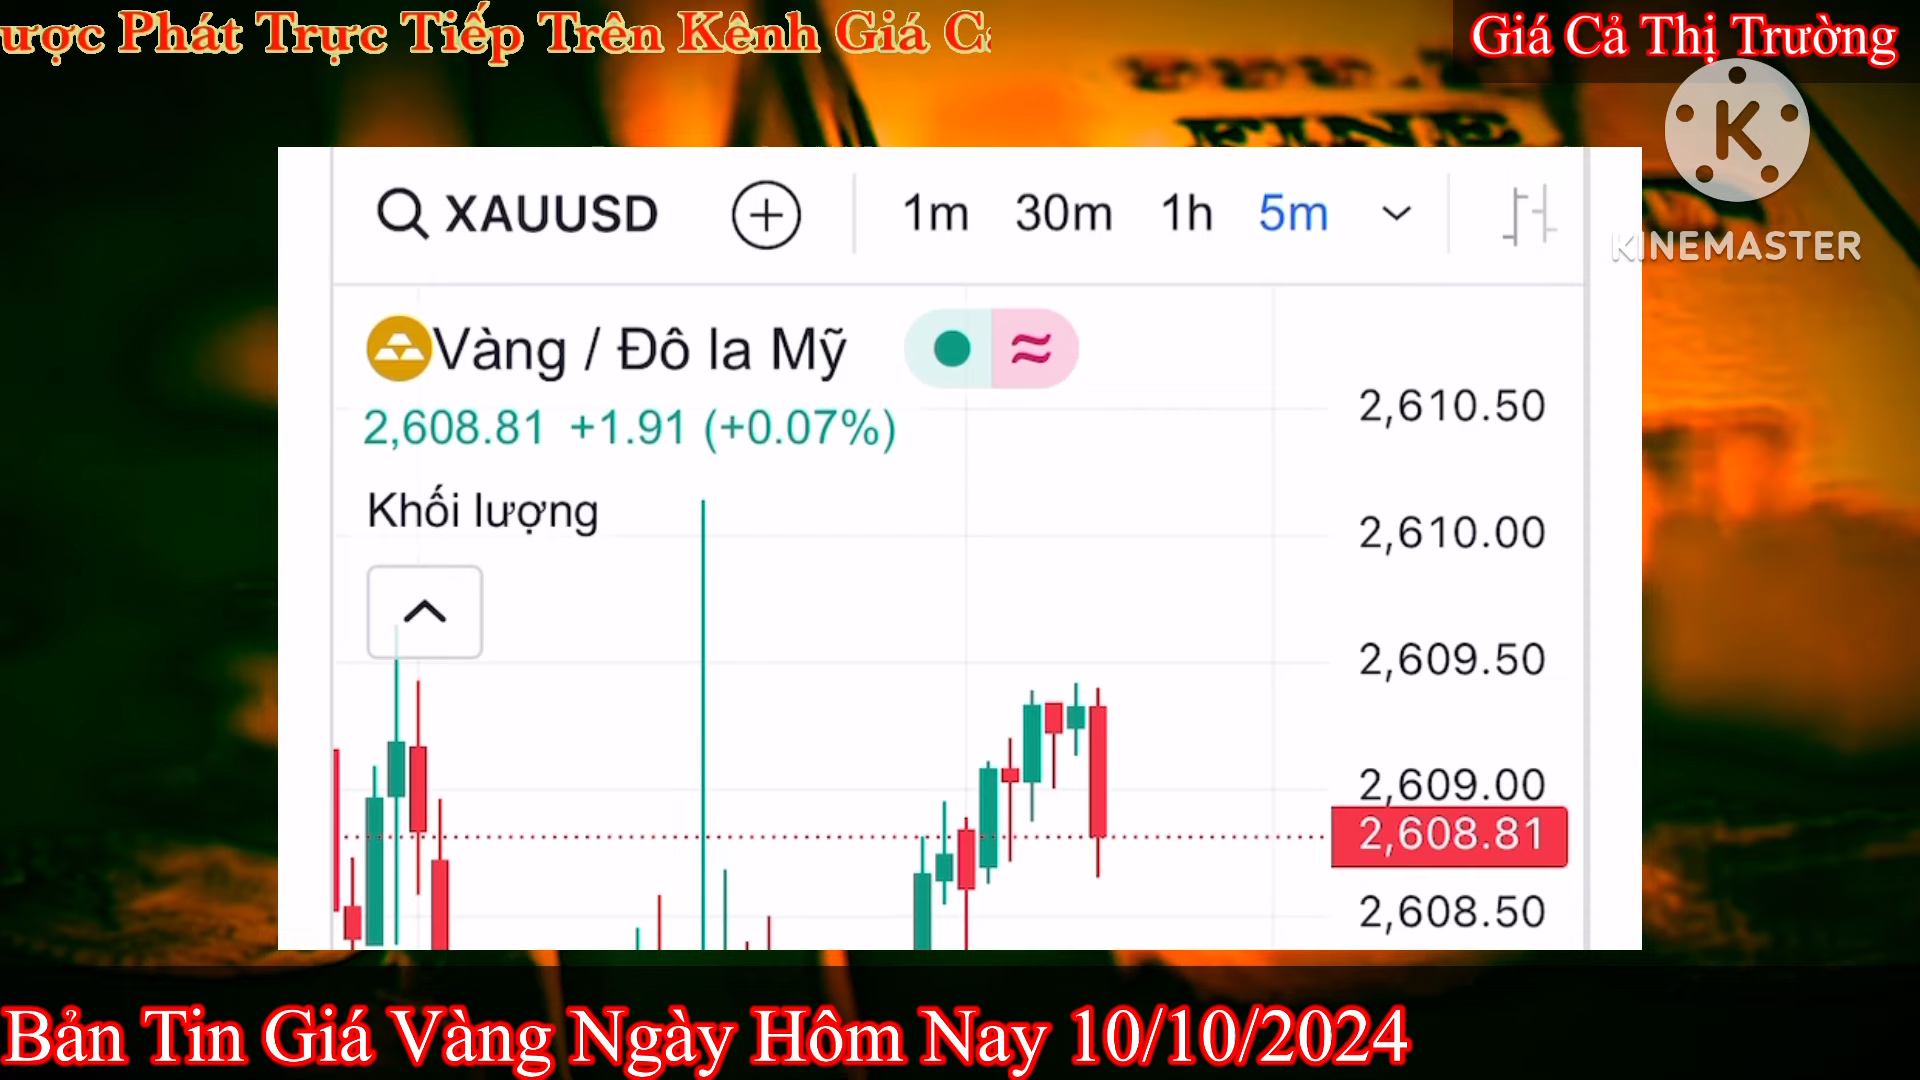 ược Phát Trực Tiếp Trên Kênh Giá C
Giá Cả Thị Trường
FINE
K
KINEMASTER
XAUUSD 1m 30m 1h 5m
Vàng / Đô la Mỹ
2,608.81 +1.91 (+0.07%)
Khối lượng
2,610.50
2,610.00
2,609.50
2,609.00
2,608.81
2,608.50
Bản Tin Giá Vàng Ngày Hôm Nay 10/10/2024